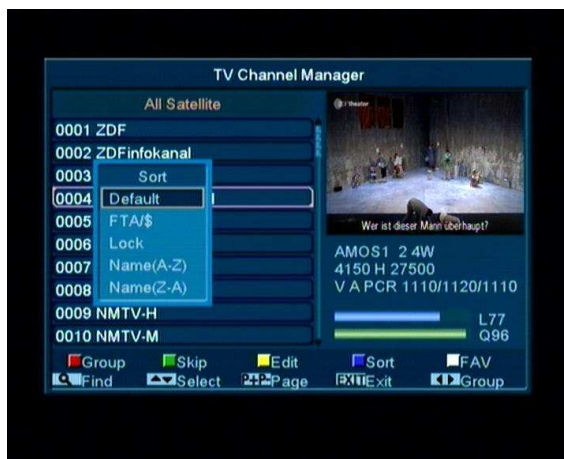 TV Channel Manager
All Satellite
0001 ZDF
0002 ZDFinfokanal
0003
0004
0005
0006
0007
0008
0009 NMTV-H
0010 NMTV-M
Sort
Default
FTA/$
Lock
Name(A-Z)
Name(Z-A)
theater
Wer ist dieser Mann überhaupt?
AMOS1 2 4W
4150 H 27500
V A PCR 1110/1120/1110
L77
Q96
Group Skip Edit Sort FAV
Find Select P+P- Page EXIT Exit Group